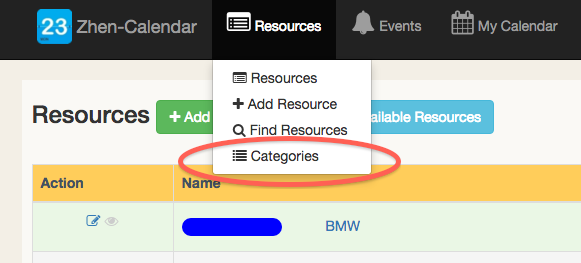 23 Zhen-Calendar Resources Events My Calendar
Resources
Add Resource
Find Resources
Categories
Resources Add ailable Resources
Action Name
BMW